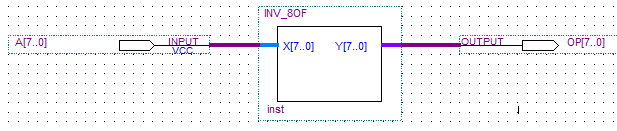 INV_8OF
A[7..0]
INPUT
VCC
X[7..0]
Y[7..0]
OUTPUT
OP[7..0]
inst